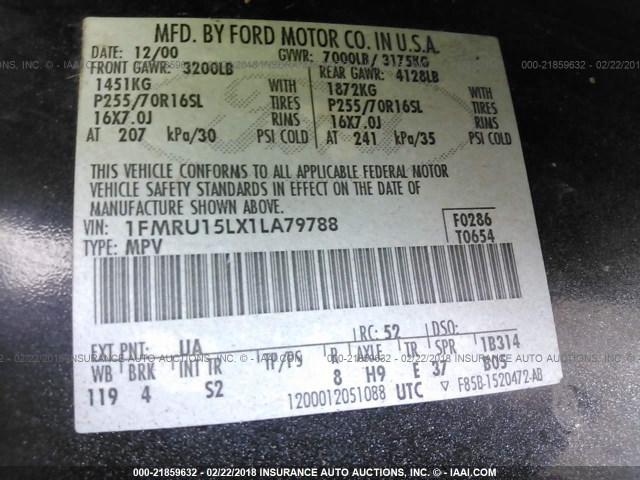 MFD. BY FORD MOTOR CO. IN U.S.A.
DATE: 12/00 GVWR: 7000LB/ 3175KG
FRONT GAWR: 3200LB REAR GAWR: 4128LB
1451KG WITH 1872KG WITH
P255/70R16SL TIRES P255/70R16SL TIRES
16X7.0J RIMS 16X7.0J RIMS
AT 207 kPa/30 PSI COLD AT 241 kPa/35 PSI COLD
THIS VEHICLE CONFORMS TO ALL APPLICABLE FEDERAL MOTOR
VEHICLE SAFETY STANDARDS IN EFFECT ON THE DATE OF
MANUFACTURE SHOWN ABOVE.
VIN: 1FMRU15LX1LA79788 F0286
TYPE: MPV T0654
EXT PNT: UA RC: 52 DSO:
WB BRK INT TR TP/PS R AXLE TR SPR 1B314
119 4 S2 8 H9 E 37 B05
1200012051088 UTC ▽ F85B-1520472-AB
000-21859632 - 02/22/2018 - INSURANCE AUTO AUCTIONS, INC. - © IAAI.COM